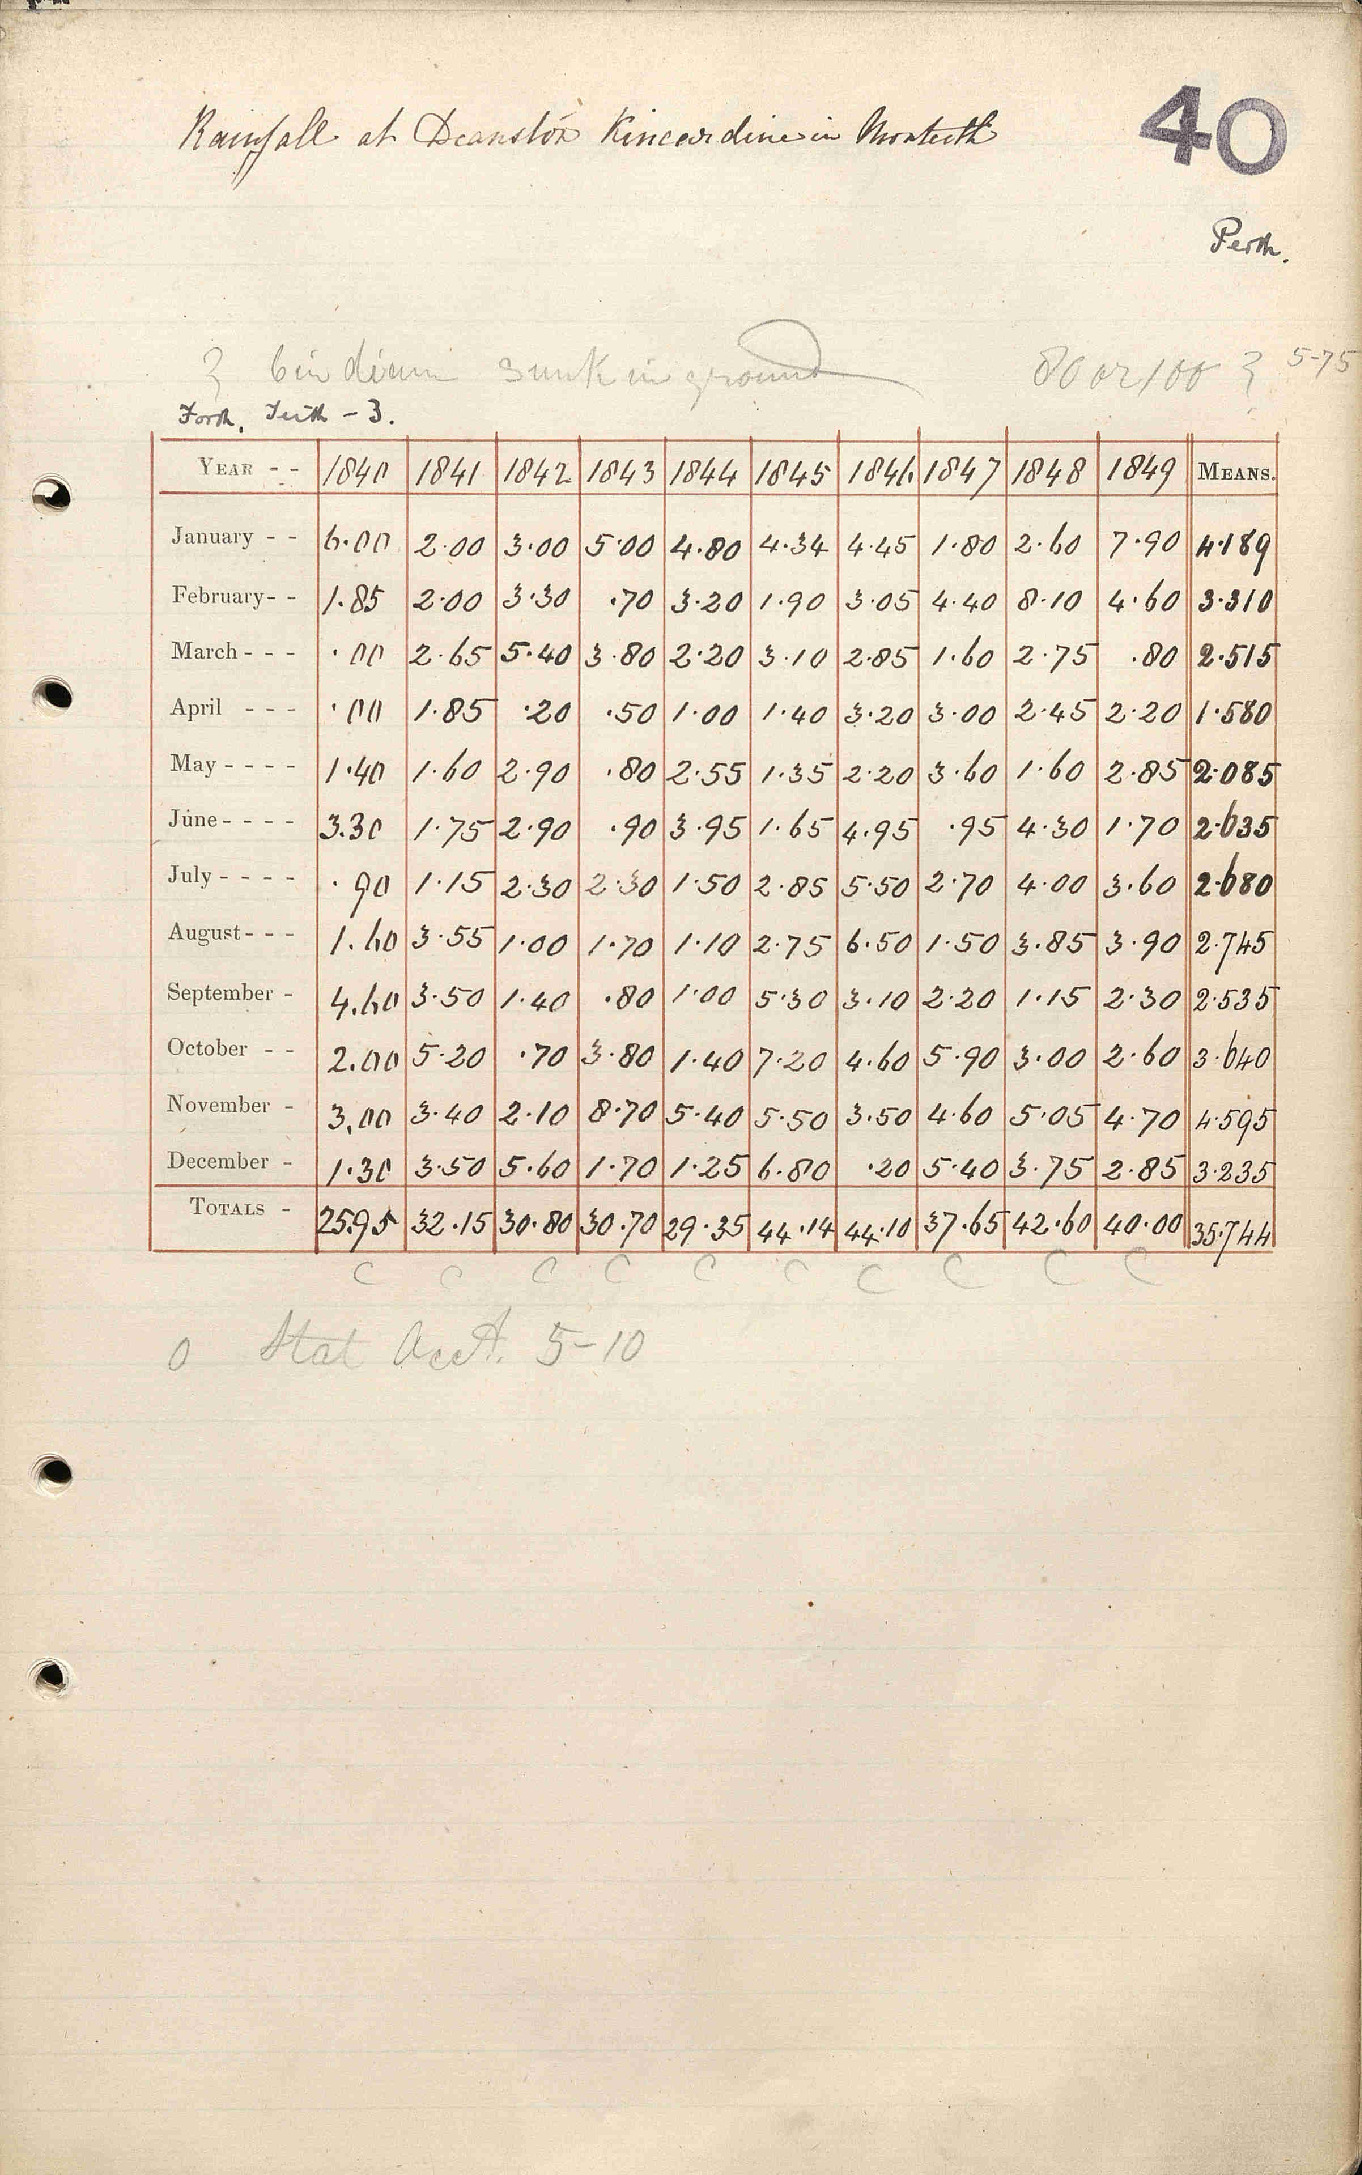 Rainfall at Deanston Kincardine in Monteith
40
Perth.
6 in diam sunk in ground 80 or 100 ? 5-75
Forth, Teith - 3.
YEAR - - 1840 1841 1842 1843 1844 1845 1846 1847 1848 1849 MEANS.
January - - 6.00 2.00 3.00 5.00 4.80 4.34 4.45 1.80 2.60 7.90 4.189
February - - 1.85 2.00 3.30 .70 3.20 1.90 3.05 4.40 8.10 4.60 3.310
March - - - .00 2.65 5.40 3.80 2.20 3.10 2.85 1.60 2.75 .80 2.515
April - - - .00 1.85 .20 .50 1.00 1.40 3.20 3.00 2.45 2.20 1.580
May - - - - 1.40 1.60 2.90 .80 2.55 1.35 2.20 3.60 1.60 2.85 2.085
June - - - - 3.30 1.75 2.90 .90 3.95 1.65 4.95 .95 4.30 1.70 2.635
July - - - - .90 1.15 2.30 2.30 1.50 2.85 5.50 2.70 4.00 3.60 2.680
August - - - 1.60 3.55 1.00 1.70 1.10 2.75 6.50 1.50 3.85 3.90 2.745
September - 4.60 3.50 1.40 .80 1.00 5.30 3.10 2.20 1.15 2.30 2.535
October - - 2.00 5.20 .70 3.80 1.40 7.20 4.60 5.90 3.00 2.60 3.640
November - 3.00 3.40 2.10 8.70 5.40 5.50 3.50 4.60 5.05 4.70 4.595
December - 1.30 3.50 5.60 1.70 1.25 6.80 .20 5.40 3.75 2.85 3.235
TOTALS - 25.95 32.15 30.80 30.70 29.35 44.14 44.10 37.65 42.60 40.00 35.744
C C C C C C C C C C
O Stat Acct. 5-10